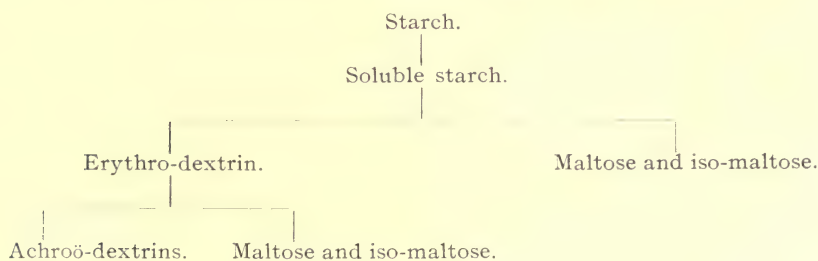 Starch.
Soluble starch.
Erythro-dextrin. Maltose and iso-maltose.
Achroö-dextrins. Maltose and iso-maltose.